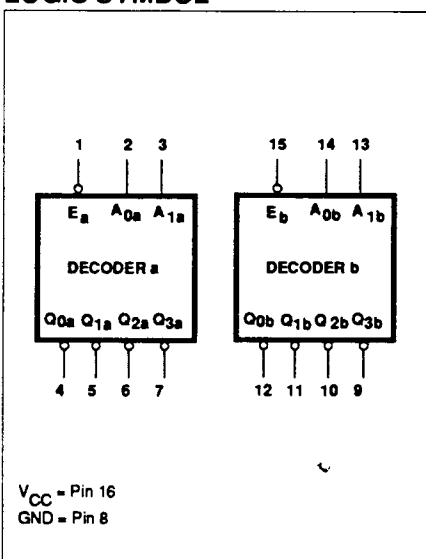 LOGIC SYMBOL
1 2 3 15 14 13
Ea A0a A1a Eb A0b A1b
DECODER a DECODER b
Q0a Q1a Q2a Q3a Q0b Q1b Q2b Q3b
4 5 6 7 12 11 10 9
VCC = Pin 16
GND = Pin 8